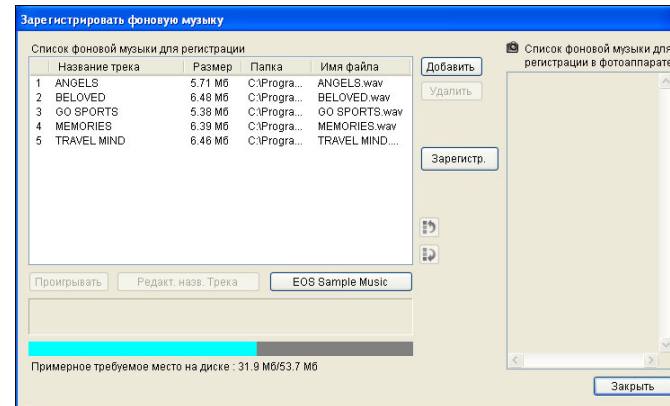 Зарегистрировать фоновую музыку
Список фоновой музыки для регистрации
Название трека Размер Папка Имя файла
1 ANGELS 5.71 Мб C:\Progra... ANGELS.wav
2 BELOVED 6.48 Мб C:\Progra... BELOVED.wav
3 GO SPORTS 5.38 Мб C:\Progra... GO SPORTS.wav
4 MEMORIES 6.39 Мб C:\Progra... MEMORIES.wav
5 TRAVEL MIND 6.46 Мб C:\Progra... TRAVEL MIND....
Проигрывать Редакт. назв. Трека EOS Sample Music
Примерное требуемое место на диске : 31.9 Мб/53.7 Мб
Добавить
Удалить
Зарегистр.
Список фоновой музыки для
регистрации в фотоаппарате
Закрыть